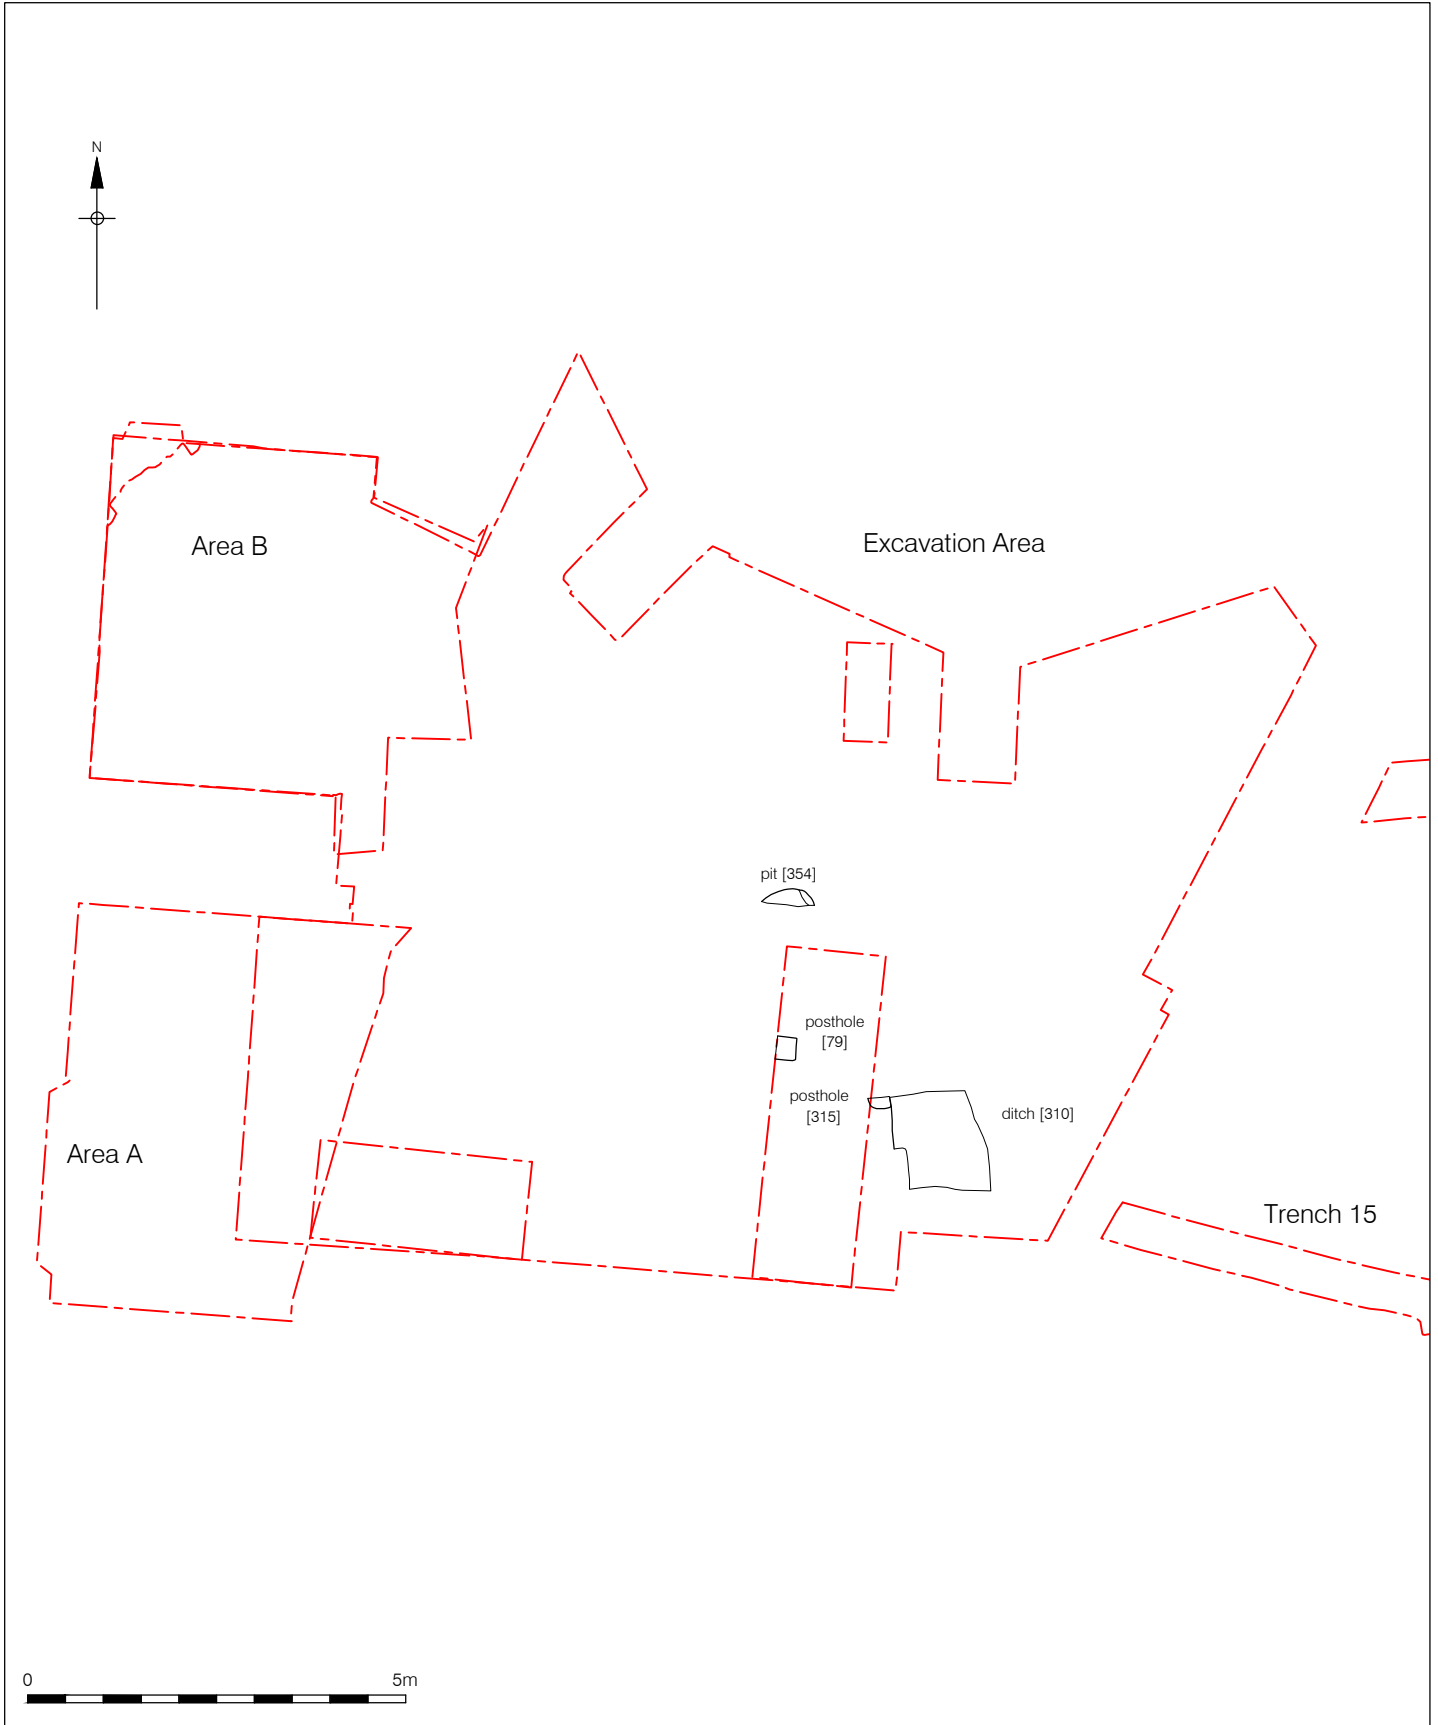 N
Area B
Excavation Area
pit [354]
posthole
[79]
posthole
[315]
ditch [310]
Area A
Trench 15
0 5m